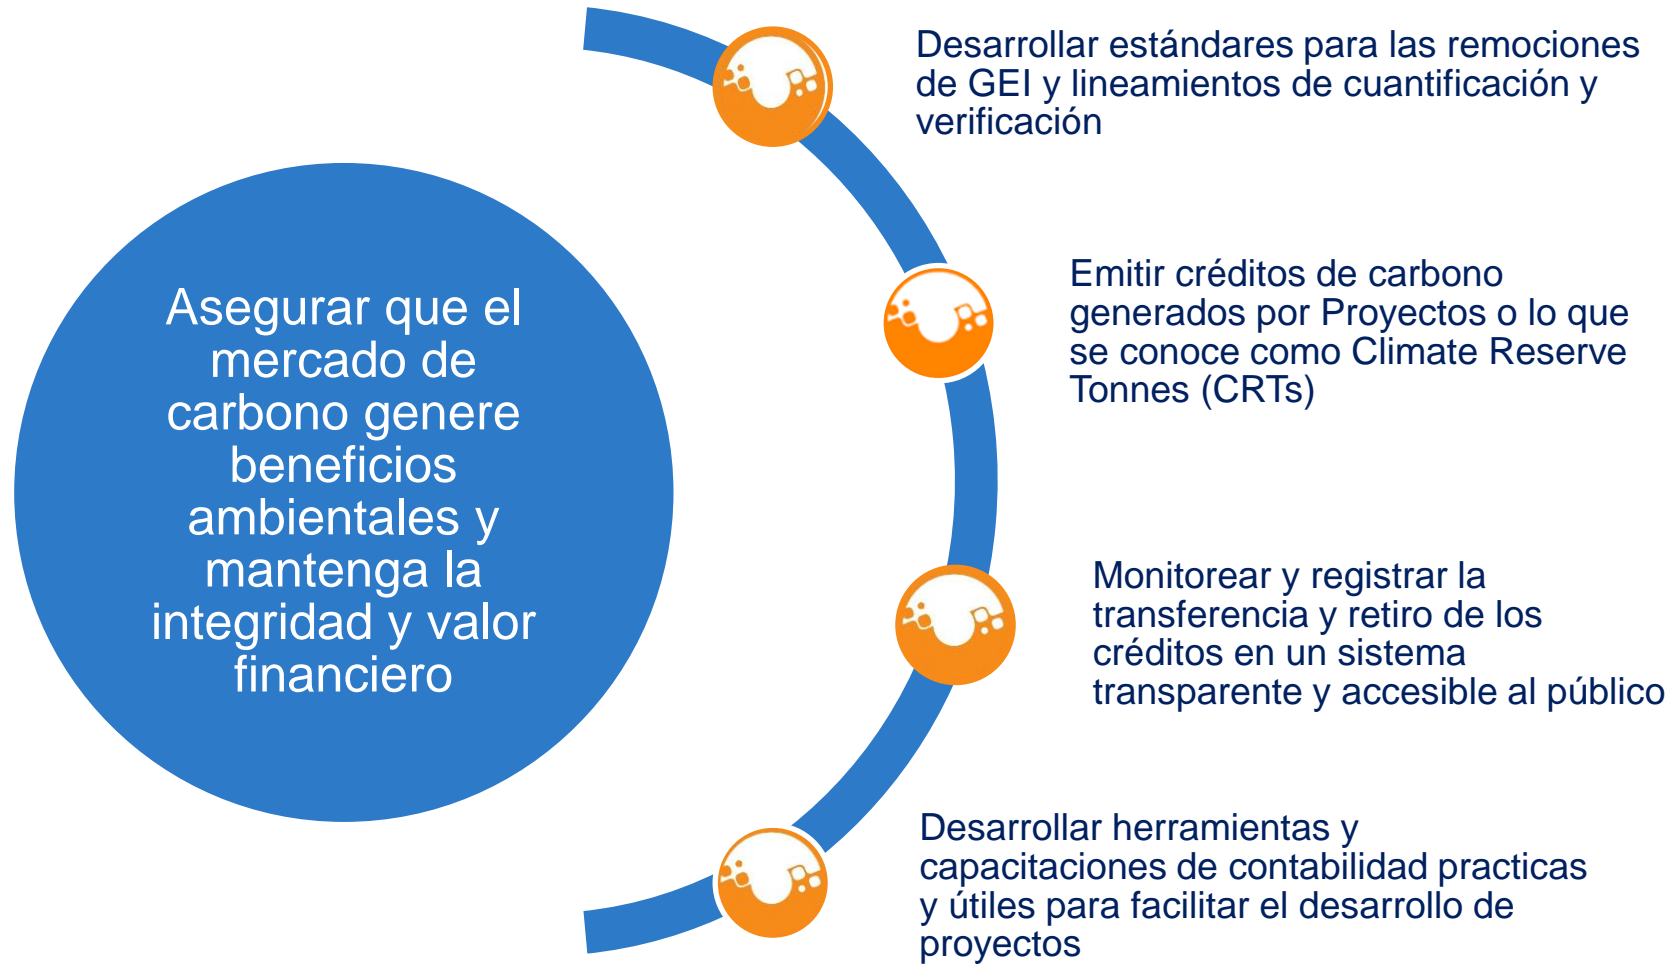 Asegurar que el
mercado de
carbono genere
beneficios
ambientales y
mantenga la
integridad y valor
financiero
Desarrollar estándares para las remociones
de GEI y lineamientos de cuantificación y
verificación
Emitir créditos de carbono
generados por Proyectos o lo que
se conoce como Climate Reserve
Tonnes (CRTs)
Monitorear y registrar la
transferencia y retiro de los
créditos en un sistema
transparente y accesible al público
Desarrollar herramientas y
capacitaciones de contabilidad practicas
y útiles para facilitar el desarrollo de
proyectos